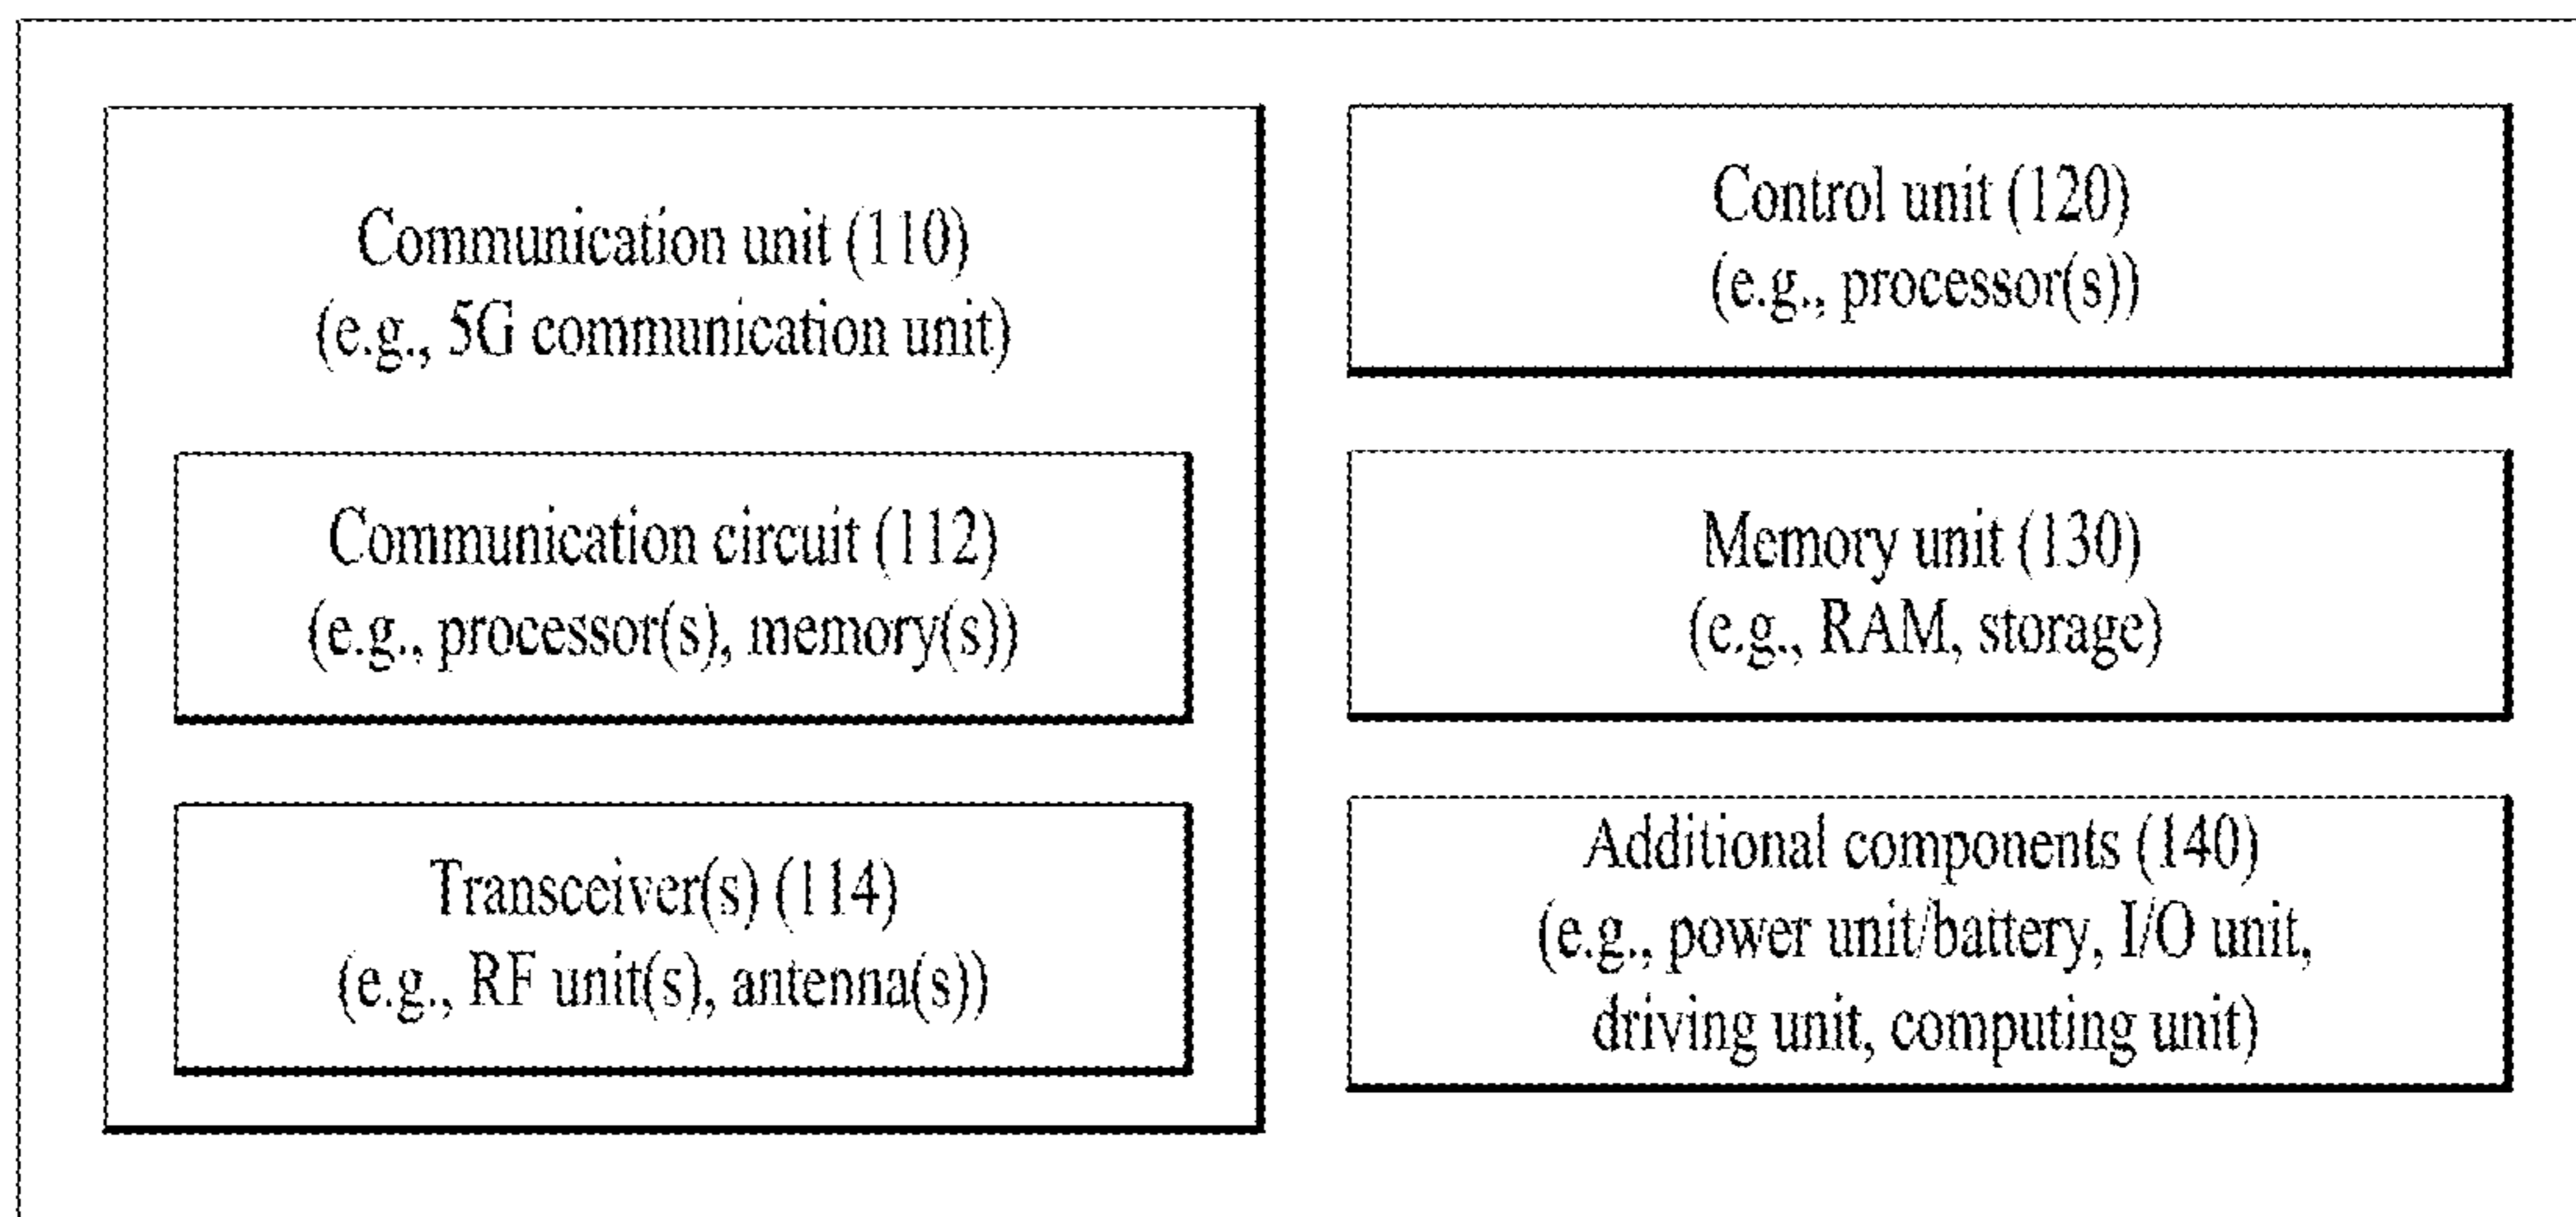 Communication unit (110)
(e.g., 5G communication unit)
Communication circuit (112)
(e.g., processor(s), memory(s))
Transceiver(s) (114)
(e.g., RF unit(s), antenna(s))
Control unit (120)
(e.g., processor(s))
Memory unit (130)
(e.g., RAM, storage)
Additional components (140)
(e.g., power unit/battery, I/O unit,
driving unit, computing unit)